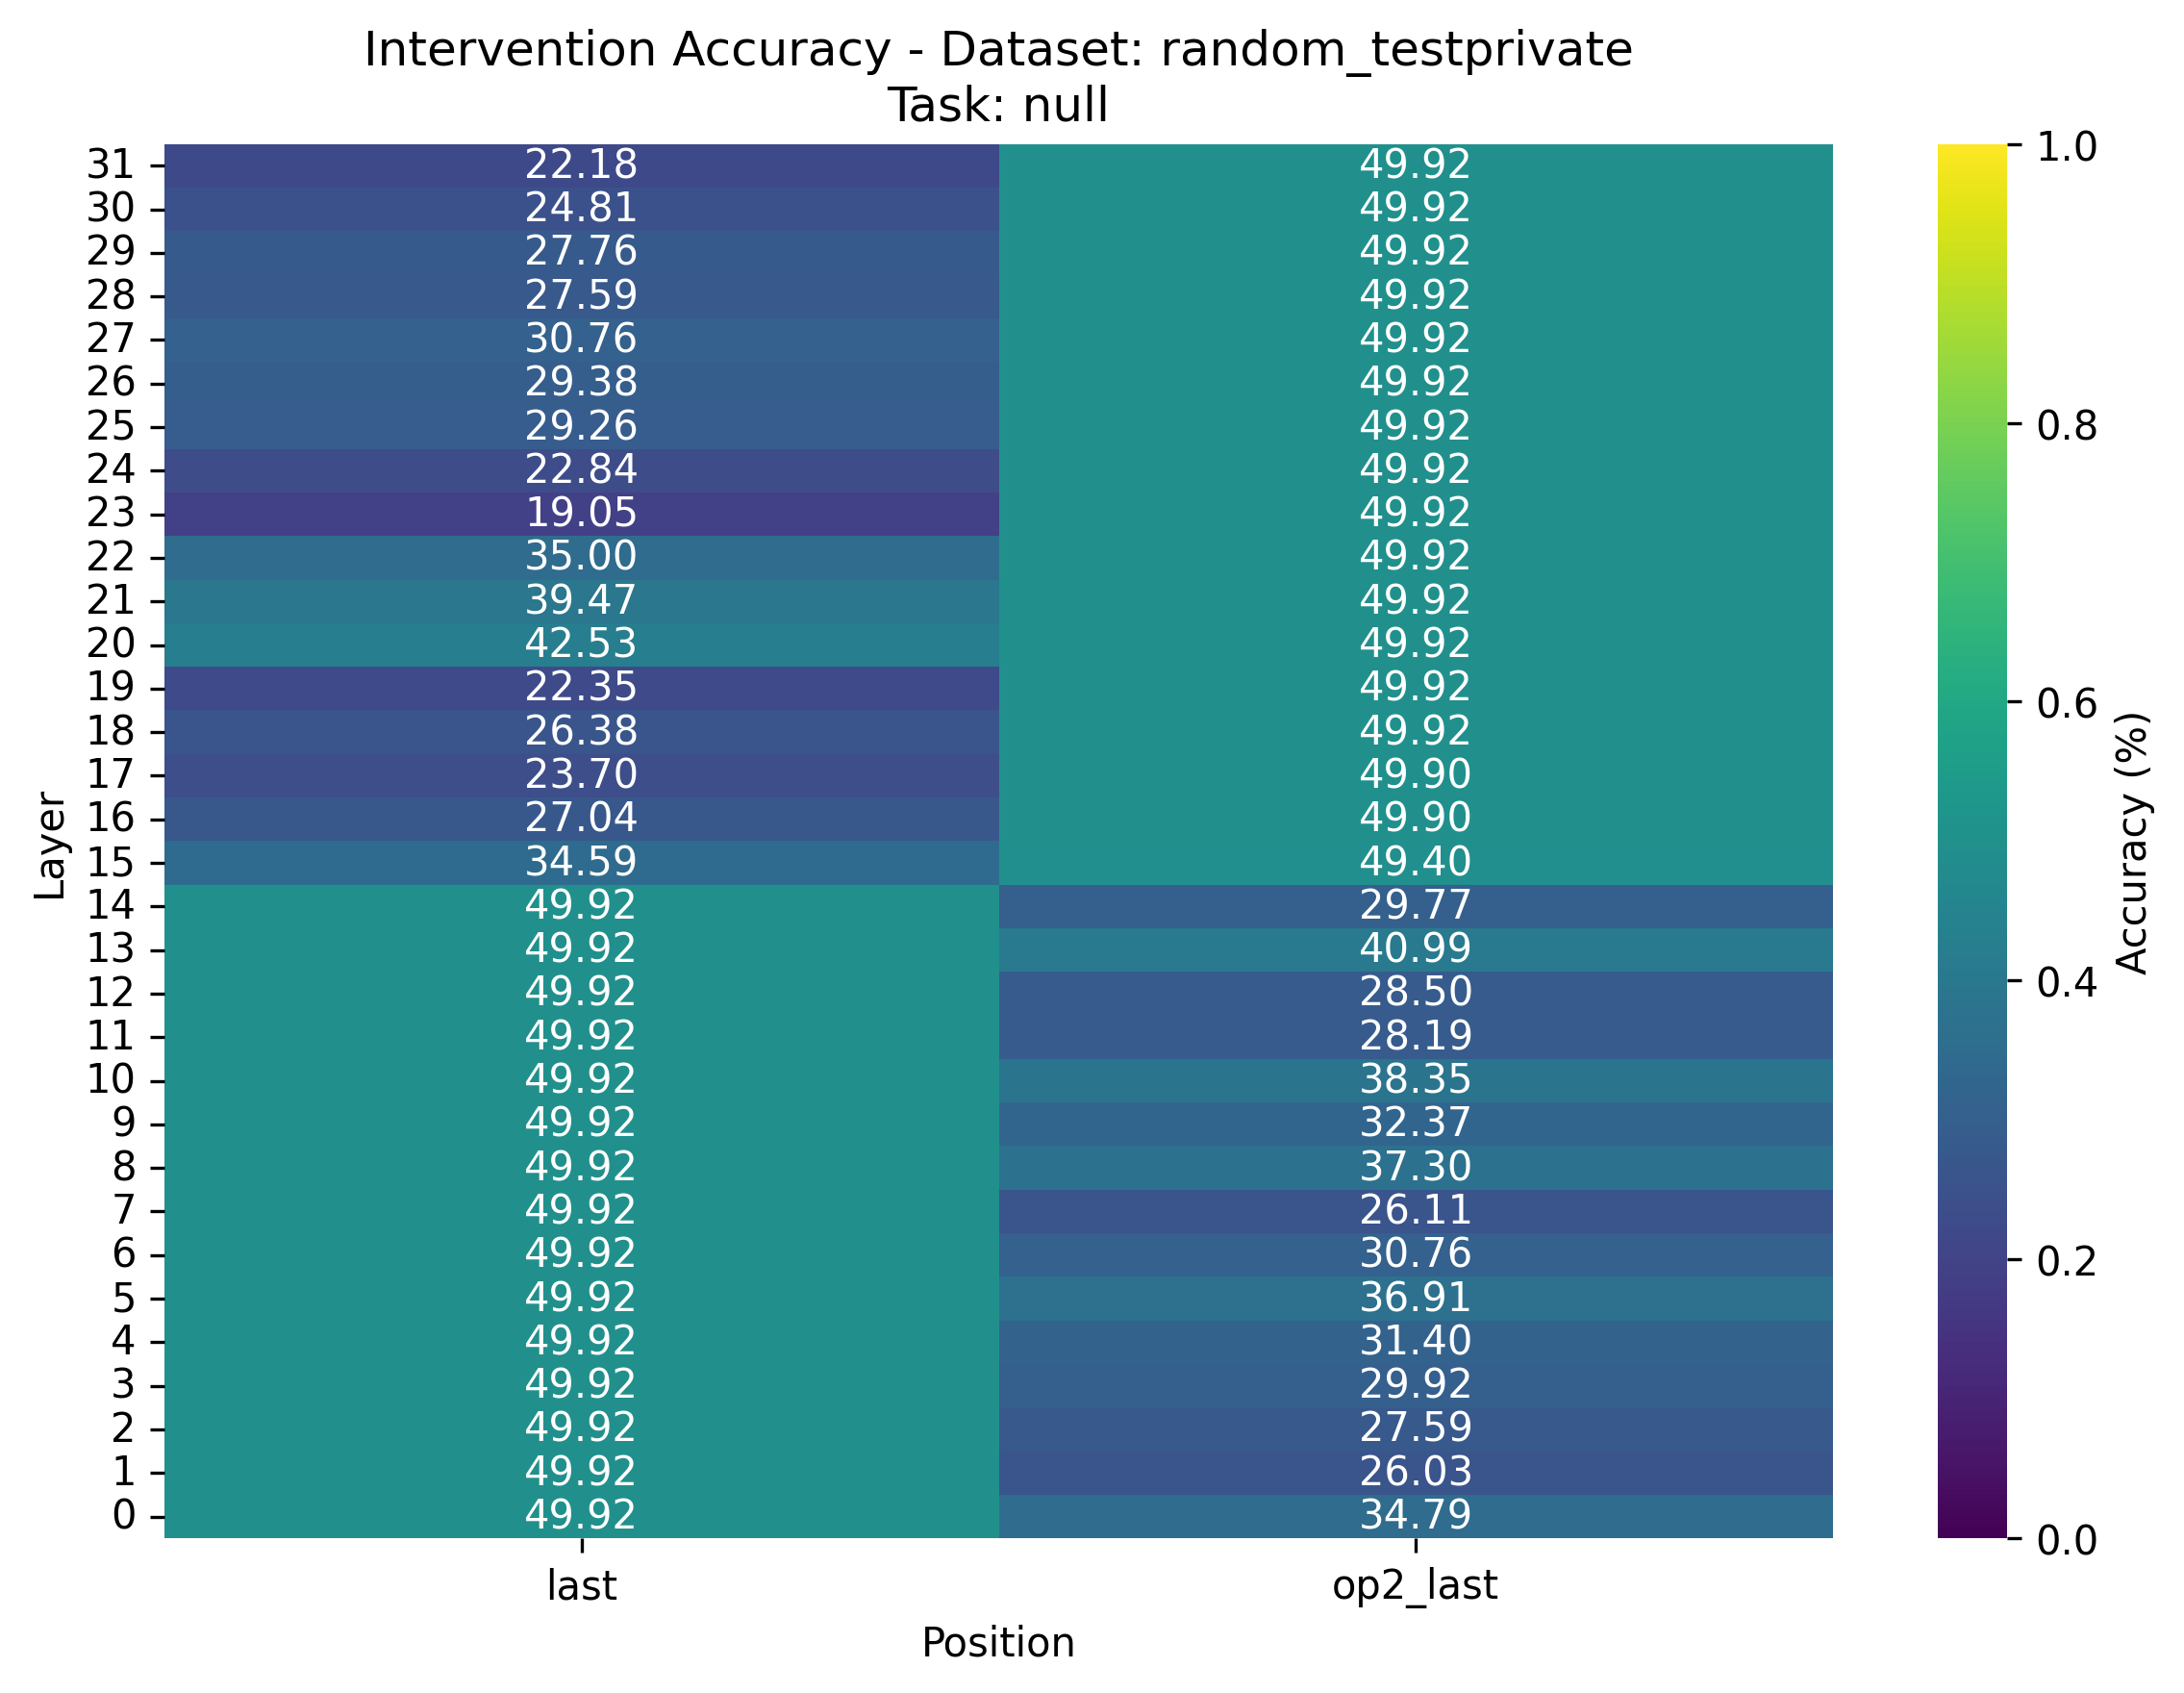 Intervention Accuracy - Dataset: random_testprivate
Task: null
31 22.18 49.92
30 24.81 49.92
29 27.76 49.92
28 27.59 49.92
27 30.76 49.92
26 29.38 49.92
25 29.26 49.92
24 22.84 49.92
23 19.05 49.92
22 35.00 49.92
21 39.47 49.92
20 42.53 49.92
19 22.35 49.92
18 26.38 49.92
17 23.70 49.90
16 27.04 49.90
15 34.59 49.40
14 49.92 29.77
13 49.92 40.99
12 49.92 28.50
11 49.92 28.19
10 49.92 38.35
9 49.92 32.37
8 49.92 37.30
7 49.92 26.11
6 49.92 30.76
5 49.92 36.91
4 49.92 31.40
3 49.92 29.92
2 49.92 27.59
1 49.92 26.03
0 49.92 34.79
last op2_last
Position
Layer
1.0
0.8
0.6
0.4
0.2
0.0
Accuracy (%)